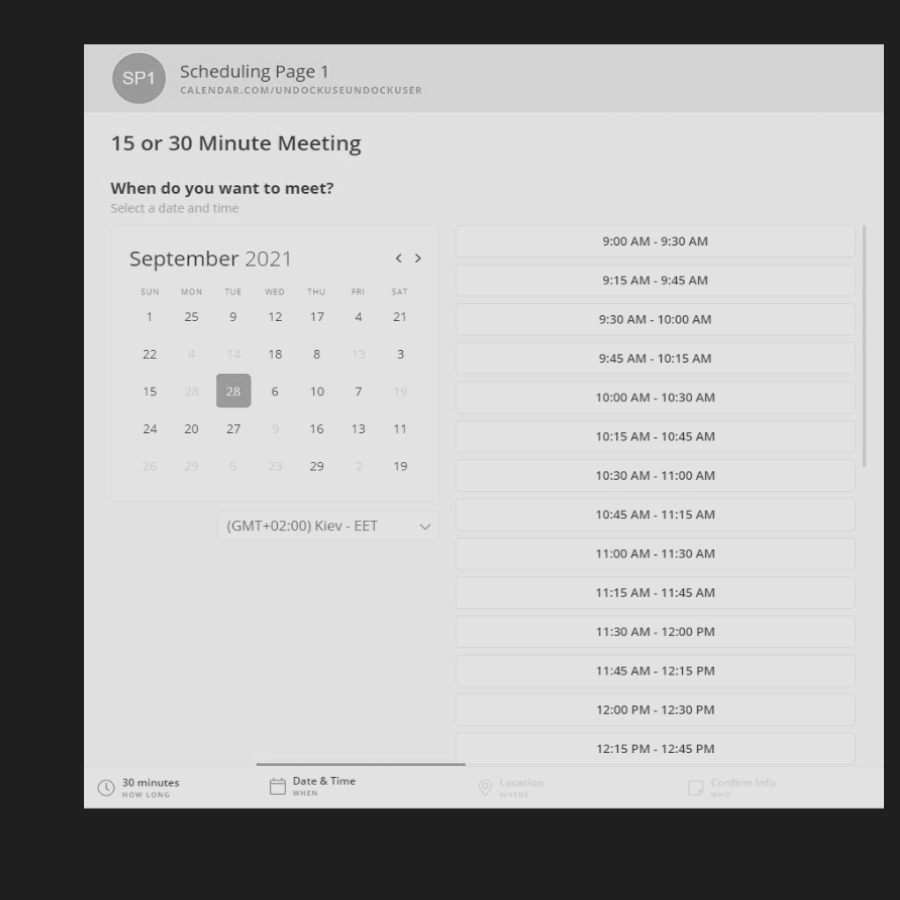 SP1
Scheduling Page 1
CALENDAR.COM/UNDOCKUSEUNDOCKUSER
15 or 30 Minute Meeting
When do you want to meet?
Select a date and time
September 2021
SUN MON TUE WED THU FRI SAT
1 25 9 12 17 4 21
22 4 14 18 8 13 3
15 28 28 6 10 7 19
24 20 27 9 16 13 11
26 29 5 23 29 2 19
(GMT+02:00) Kiev - EET
9:00 AM - 9:30 AM
9:15 AM - 9:45 AM
9:30 AM - 10:00 AM
9:45 AM - 10:15 AM
10:00 AM - 10:30 AM
10:15 AM - 10:45 AM
10:30 AM - 11:00 AM
10:45 AM - 11:15 AM
11:00 AM - 11:30 AM
11:15 AM - 11:45 AM
11:30 AM - 12:00 PM
11:45 AM - 12:15 PM
12:00 PM - 12:30 PM
12:15 PM - 12:45 PM
30 minutes
HOW LONG
Date & Time
WHEN
Location
WHERE
Confirm Info
WHO